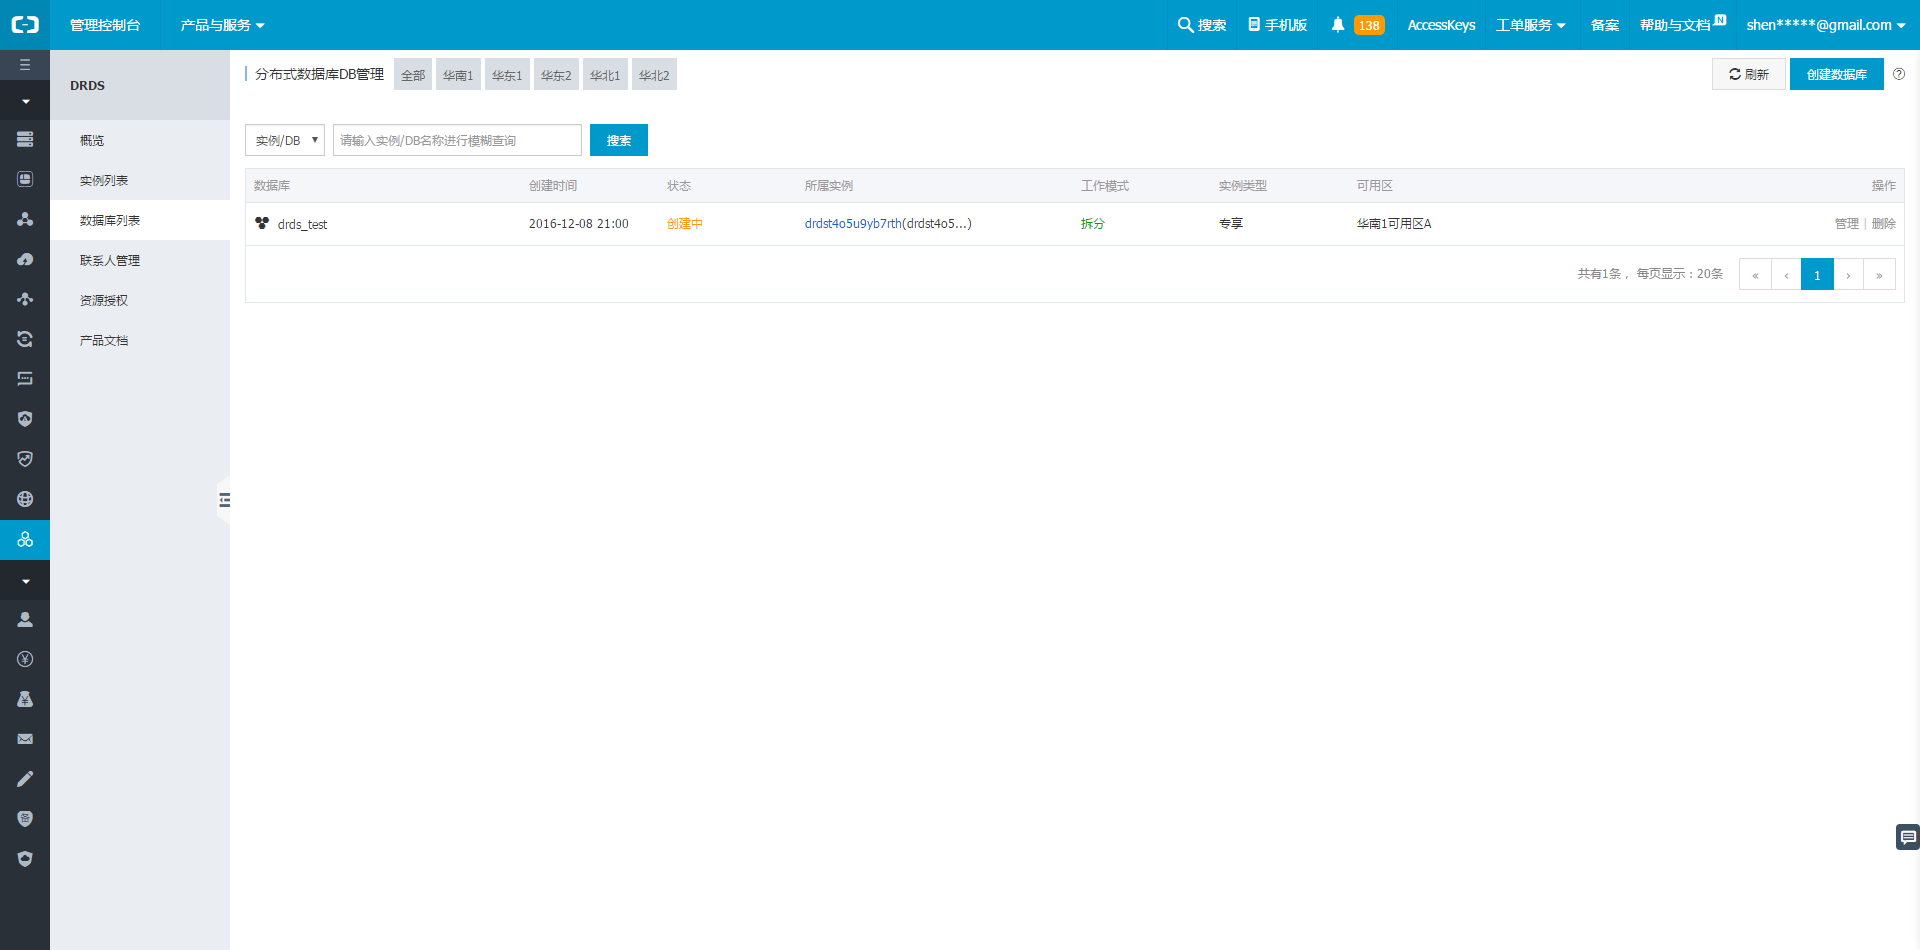 管理控制台 产品与服务 搜索 手机版 138 AccessKeys 工单服务 备案 帮助与文档 N shen*****@gmail.com
DRDS
概览
实例列表
数据库列表
联系人管理
资源授权
产品文档
分布式数据库DB管理 全部 华南1 华东1 华东2 华北1 华北2 刷新 创建数据库
实例/DB 请输入实例/DB名称进行模糊查询 搜索
数据库 创建时间 状态 所属实例 工作模式 实例类型 可用区 操作
drds_test 2016-12-08 21:00 创建中 drdst4o5u9yb7rth(drdst4o5...) 拆分 专享 华南1可用区A 管理 | 删除
共有1条， 每页显示：20条 « ‹ 1 › »